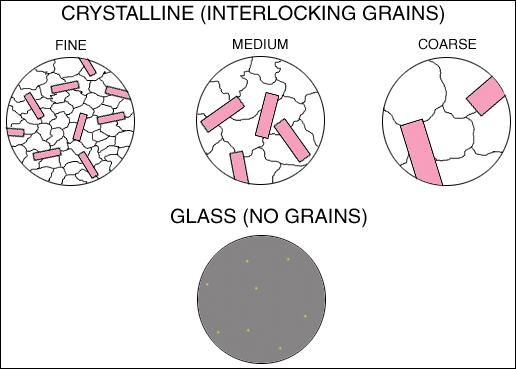 CRYSTALLINE (INTERLOCKING GRAINS)
FINE
MEDIUM
COARSE
GLASS (NO GRAINS)